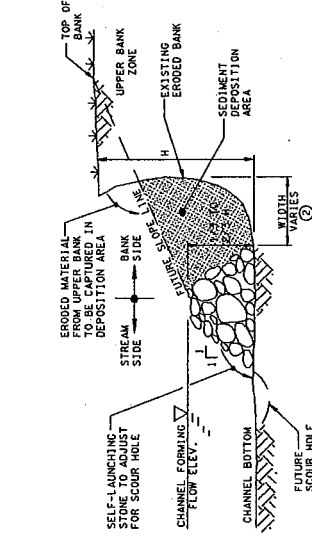 TOP OF
BANK
UPPER BANK
ZONE
EXISTING
ERODED BANK
SEDIMENT
DEPOSITION
AREA
H
WIDTH
VARIES
(2)
ERODED MATERIAL
FROM UPPER BANK
TO BE CAPTURED IN
DEPOSITION AREA
FUTURE SLOPE LINE
STREAM
SIDE
BANK
SIDE
SELF-LAUNCHING
STONE TO ADJUST
FOR SCOUR HOLE
1
1
CHANNEL FORMING
FLOW ELEV.
CHANNEL BOTTOM
FUTURE
SCOUR HOLE